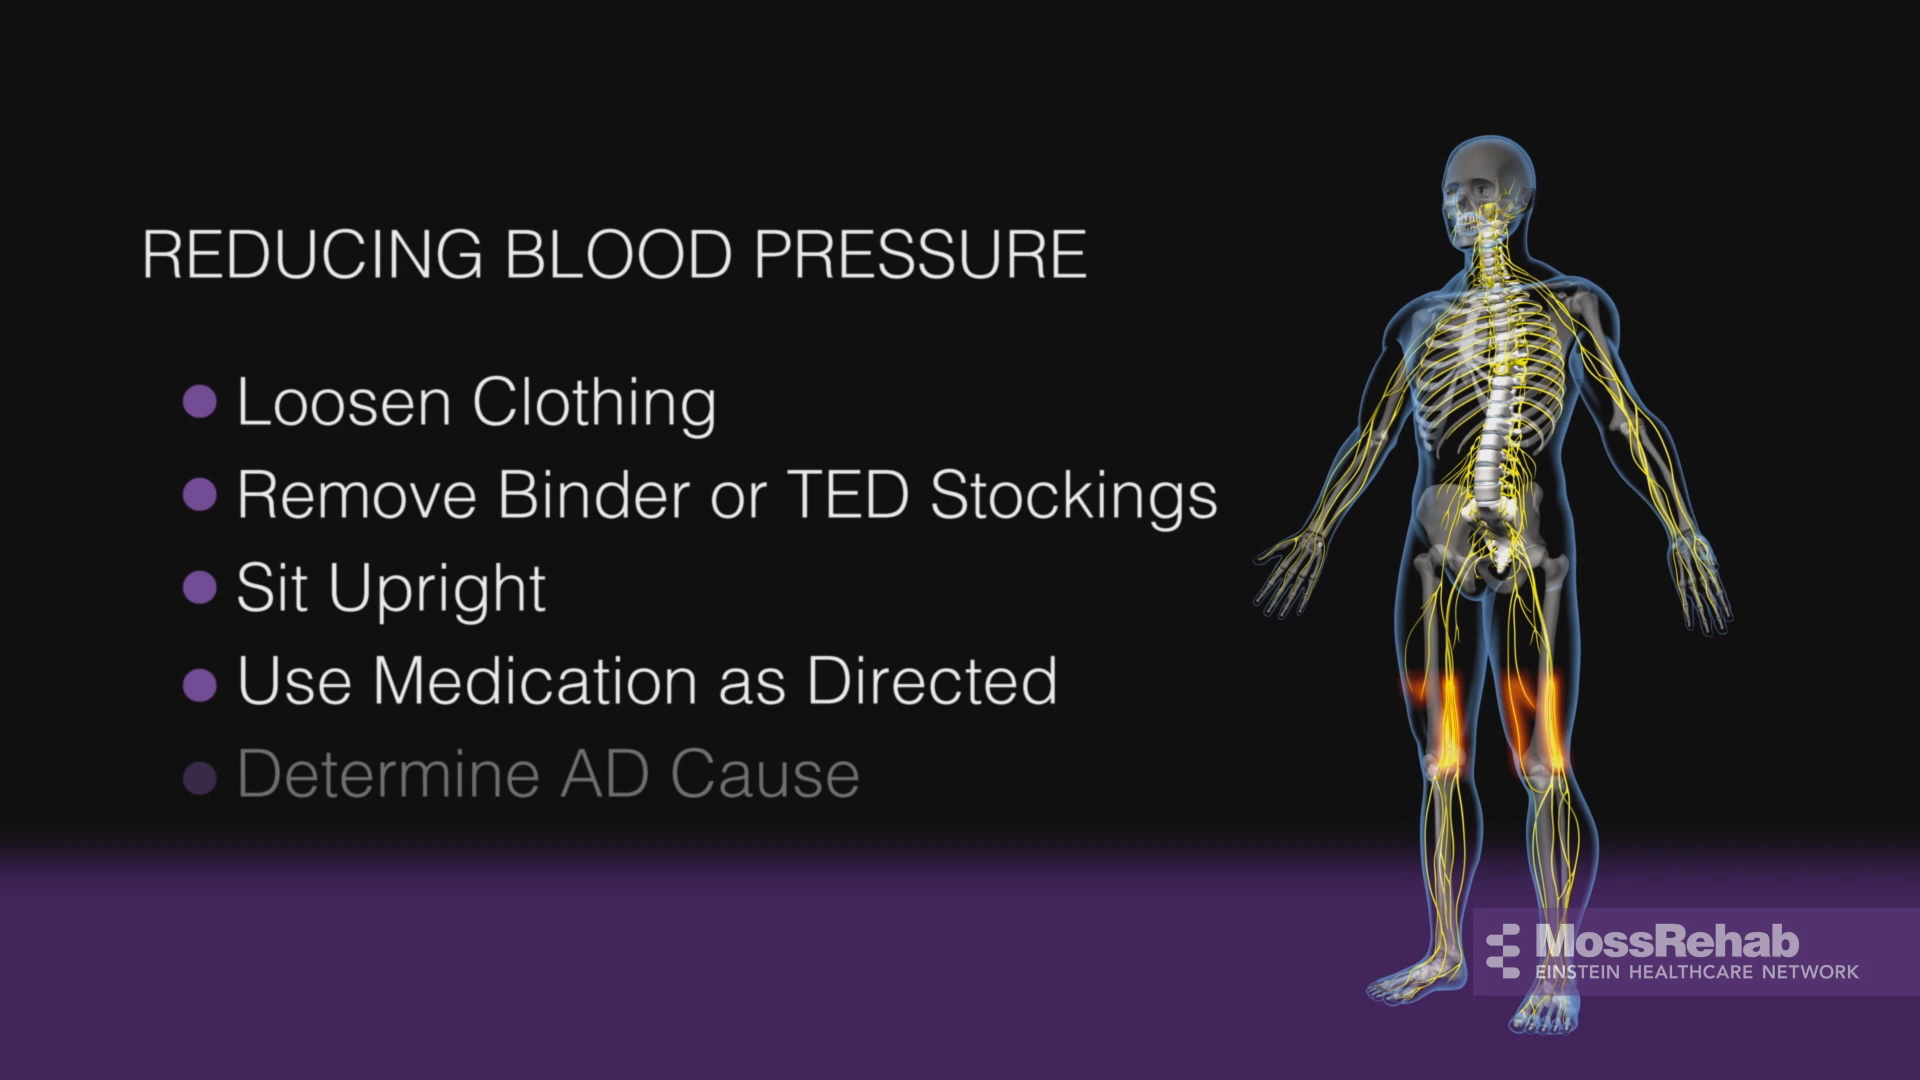 REDUCING BLOOD PRESSURE
Loosen Clothing
Remove Binder or TED Stockings
Sit Upright
Use Medication as Directed
Determine AD Cause
MossRehab
EINSTEIN HEALTHCARE NETWORK